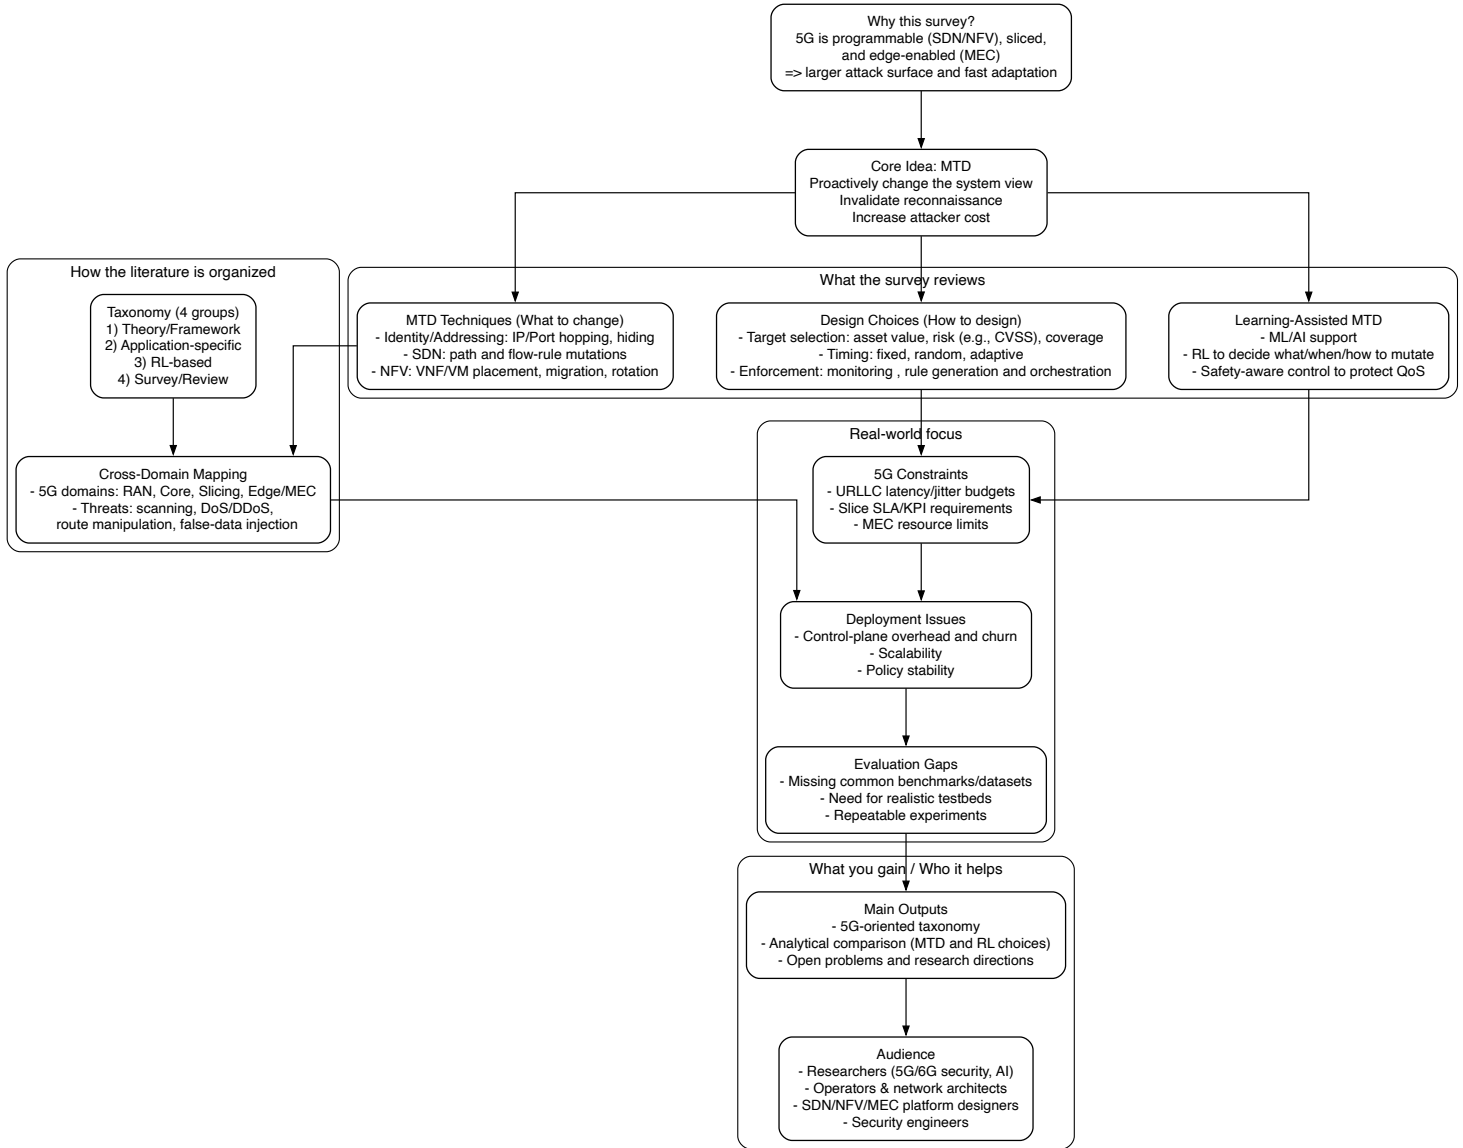 Why this survey?
5G is programmable (SDN/NFV), sliced,
and edge-enabled (MEC)
=> larger attack surface and fast adaptation
Core Idea: MTD
Proactively change the system view
Invalidate reconnaissance
Increase attacker cost
How the literature is organized
Taxonomy (4 groups)
1) Theory/Framework
2) Application-specific
3) RL-based
4) Survey/Review
Cross-Domain Mapping
- 5G domains: RAN, Core, Slicing, Edge/MEC
- Threats: scanning, DoS/DDoS,
route manipulation, false-data injection
What the survey reviews
MTD Techniques (What to change)
- Identity/Addressing: IP/Port hopping, hiding
- SDN: path and flow-rule mutations
- NFV: VNF/VM placement, migration, rotation
Design Choices (How to design)
- Target selection: asset value, risk (e.g., CVSS), coverage
- Timing: fixed, random, adaptive
- Enforcement: monitoring , rule generation and orchestration
Learning-Assisted MTD
- ML/AI support
- RL to decide what/when/how to mutate
- Safety-aware control to protect QoS
Real-world focus
5G Constraints
- URLLC latency/jitter budgets
- Slice SLA/KPI requirements
- MEC resource limits
Deployment Issues
- Control-plane overhead and churn
- Scalability
- Policy stability
Evaluation Gaps
- Missing common benchmarks/datasets
- Need for realistic testbeds
- Repeatable experiments
What you gain / Who it helps
Main Outputs
- 5G-oriented taxonomy
- Analytical comparison (MTD and RL choices)
- Open problems and research directions
Audience
- Researchers (5G/6G security, AI)
- Operators & network architects
- SDN/NFV/MEC platform designers
- Security engineers